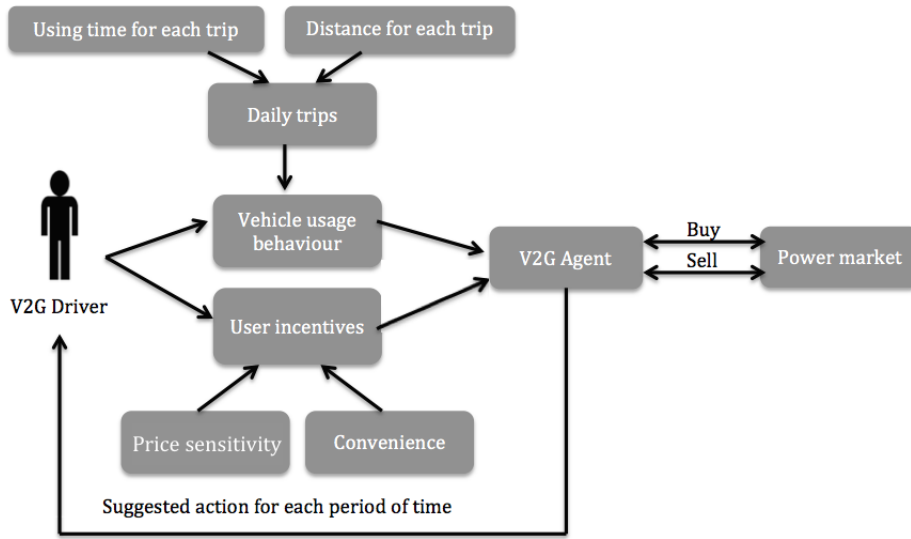 Using time for each trip
Distance for each trip
Daily trips
Vehicle usage
behaviour
V2G Agent
Buy
Sell
Power market
V2G Driver
User incentives
Price sensitivity
Convenience
Suggested action for each period of time